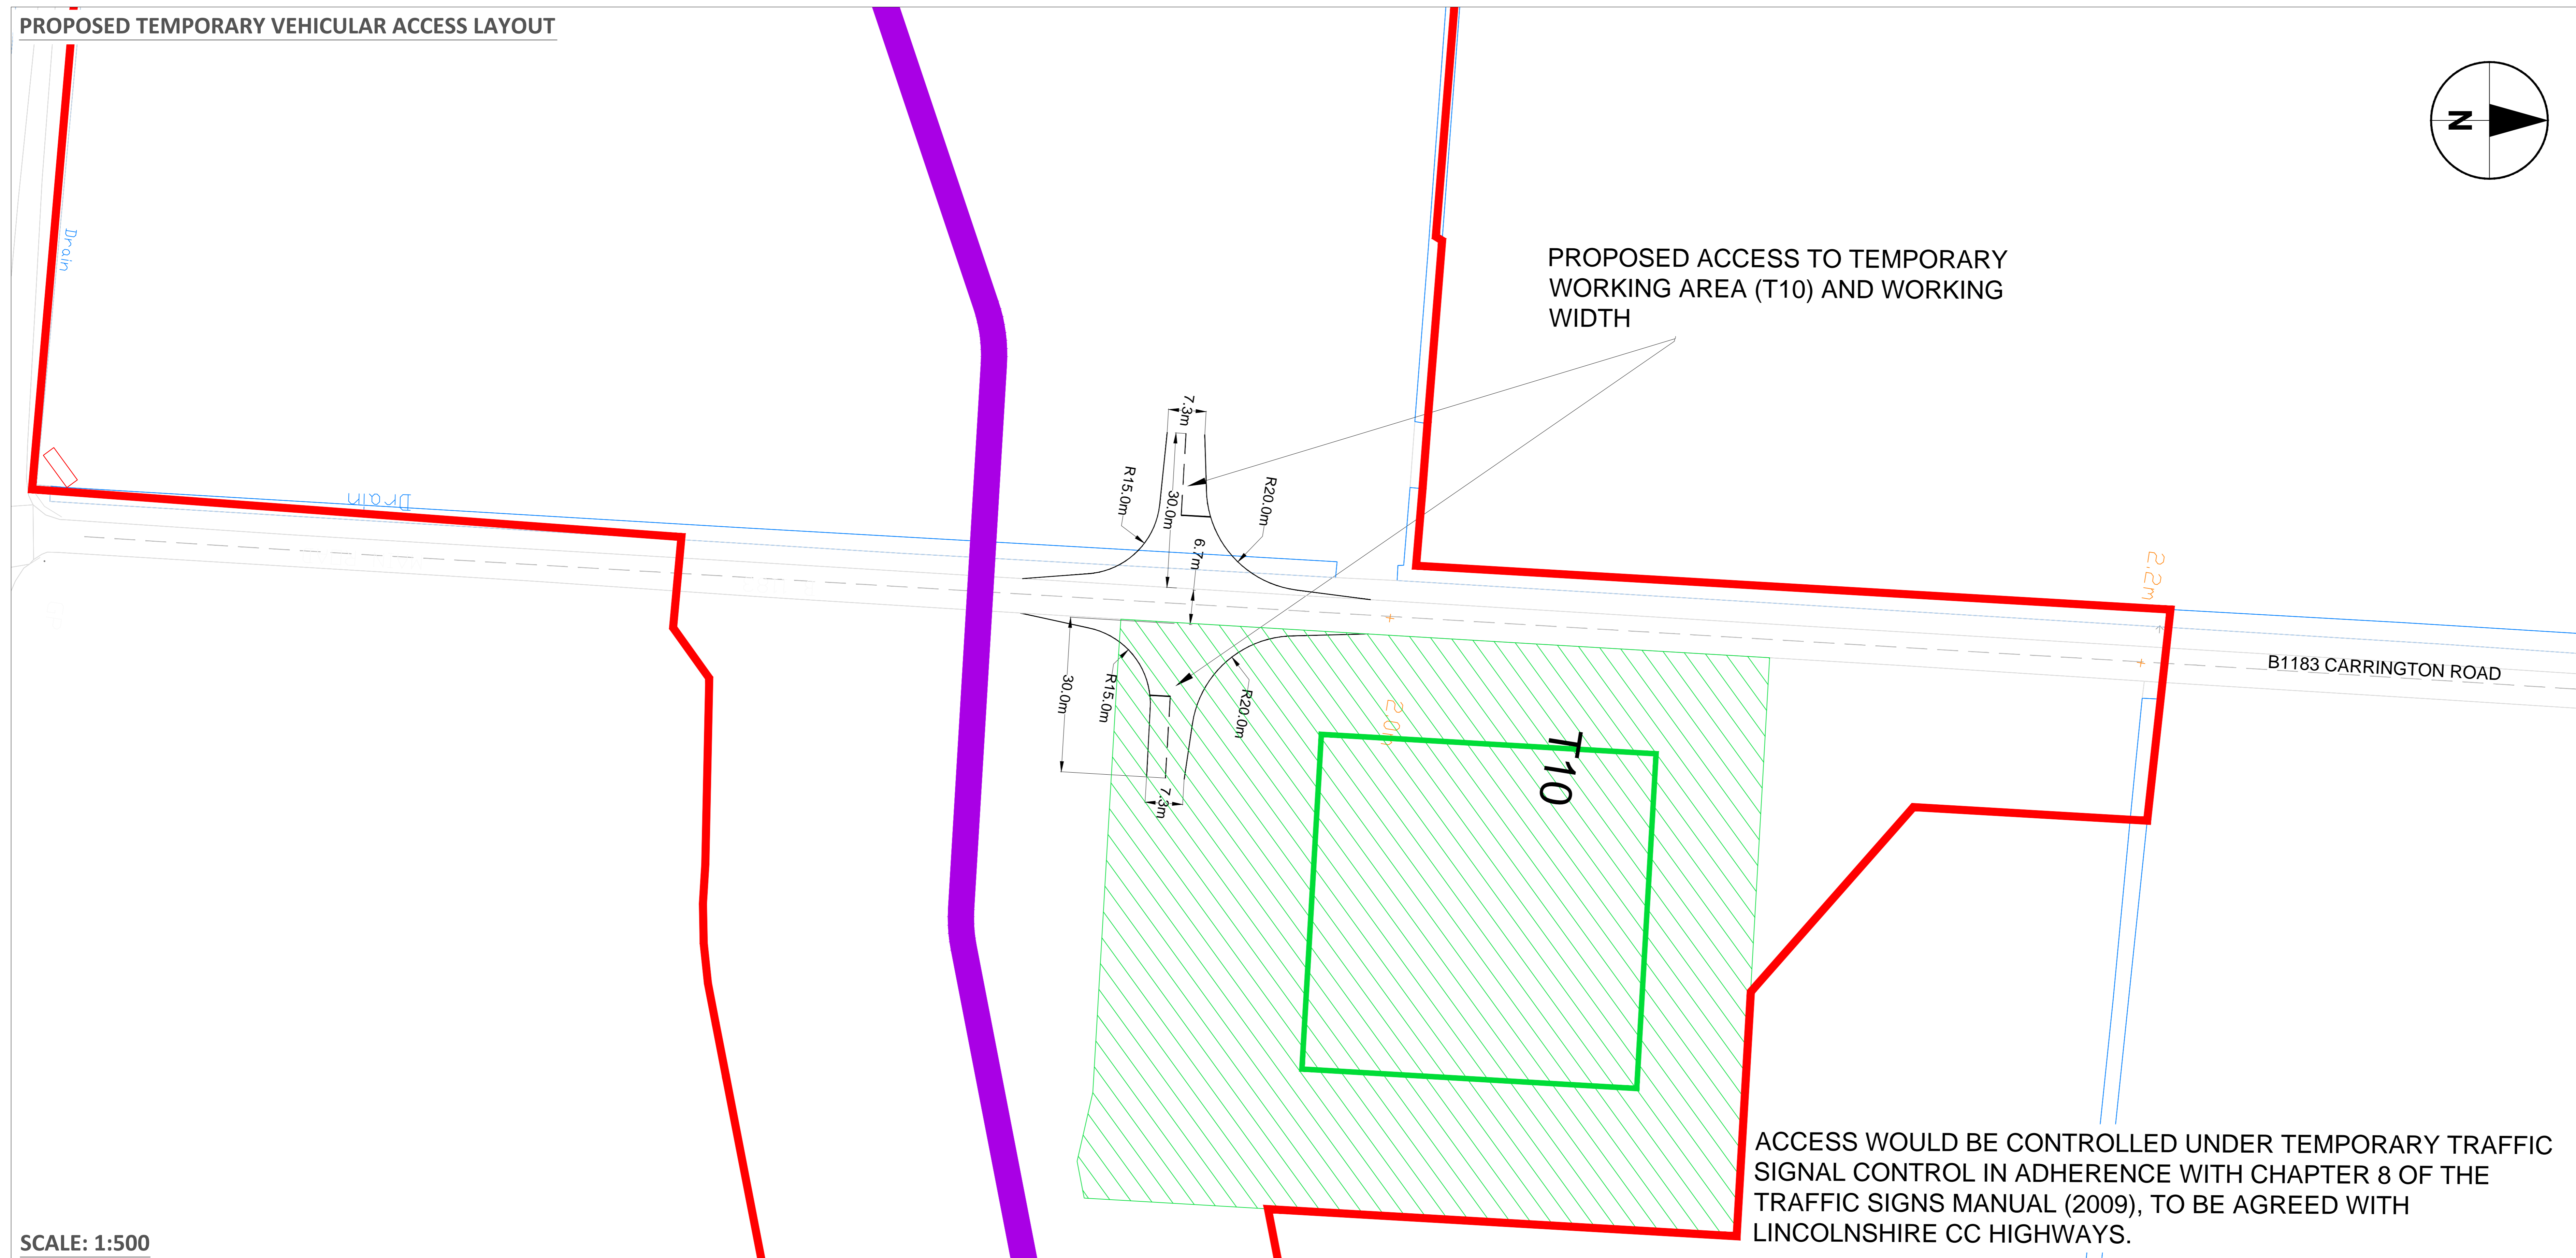 PROPOSED TEMPORARY VEHICULAR ACCESS LAYOUT
N
Drain
PROPOSED ACCESS TO TEMPORARY
WORKING AREA (T10) AND WORKING
WIDTH
7.3m
R15.0m
30.0m
R20.0m
Drain
6.7m
2.2m
B1183 CARRINGTON ROAD
30.0m
R15.0m
R20.0m
T10
7.3m
ACCESS WOULD BE CONTROLLED UNDER TEMPORARY TRAFFIC
SIGNAL CONTROL IN ADHERENCE WITH CHAPTER 8 OF THE
TRAFFIC SIGNS MANUAL (2009), TO BE AGREED WITH
LINCOLNSHIRE CC HIGHWAYS.
SCALE: 1:500